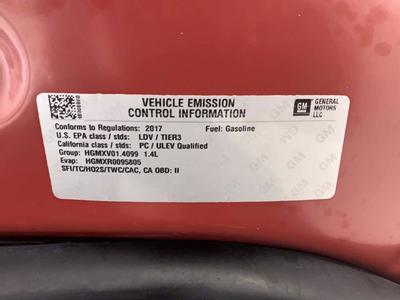 VEHICLE EMISSION
CONTROL INFORMATION
GM
GENERAL
MOTORS
LLC
Conforms to Regulations: 2017 Fuel: Gasoline
U.S. EPA class / stds: LDV / TIER3
California class / stds: PC / ULEV Qualified
Group: HGMXV01.4099 1.4L
Evap: HGMXR0095805
SFI/TC/HO2S/TWC/CAC, CA OBD: II